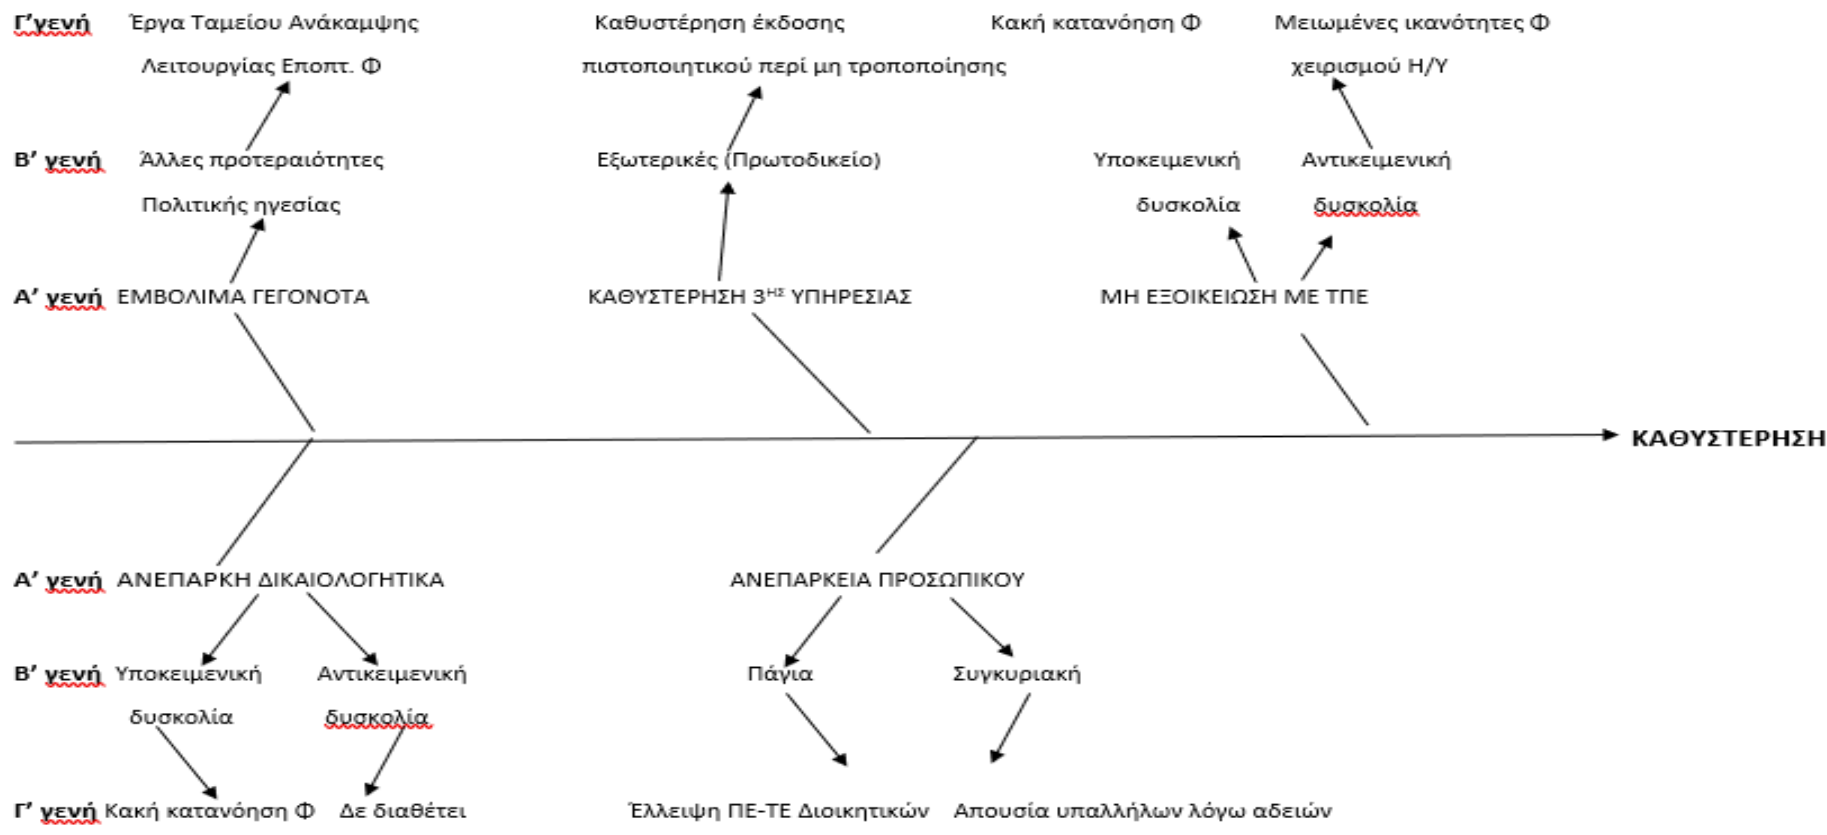 Γ'γενή Έργα Ταμείου Ανάκαμψης Καθυστέρηση έκδοσης Κακή κατανόηση Φ Μειωμένες ικανότητες Φ
Λειτουργίας Εποπτ. Φ πιστοποιητικού περί μη τροποποίησης χειρισμού Η/Υ
Β' γενή Άλλες προτεραιότητες Εξωτερικές (Πρωτοδικείο) Υποκειμενική Αντικειμενική
Πολιτικής ηγεσίας δυσκολία δυσκολία
Α' γενή ΕΜΒΟΛΙΜΑ ΓΕΓΟΝΟΤΑ ΚΑΘΥΣΤΕΡΗΣΗ 3ΗΣ ΥΠΗΡΕΣΙΑΣ ΜΗ ΕΞΟΙΚΕΙΩΣΗ ΜΕ ΤΠΕ
ΚΑΘΥΣΤΕΡΗΣΗ
Α' γενή ΑΝΕΠΑΡΚΗ ΔΙΚΑΙΟΛΟΓΗΤΙΚΑ ΑΝΕΠΑΡΚΕΙΑ ΠΡΟΣΩΠΙΚΟΥ
Β' γενή Υποκειμενική Αντικειμενική Πάγια Συγκυριακή
δυσκολία δυσκολία
Γ' γενή Κακή κατανόηση Φ Δε διαθέτει Έλλειψη ΠΕ-ΤΕ Διοικητικών Απουσία υπαλλήλων λόγω αδειών